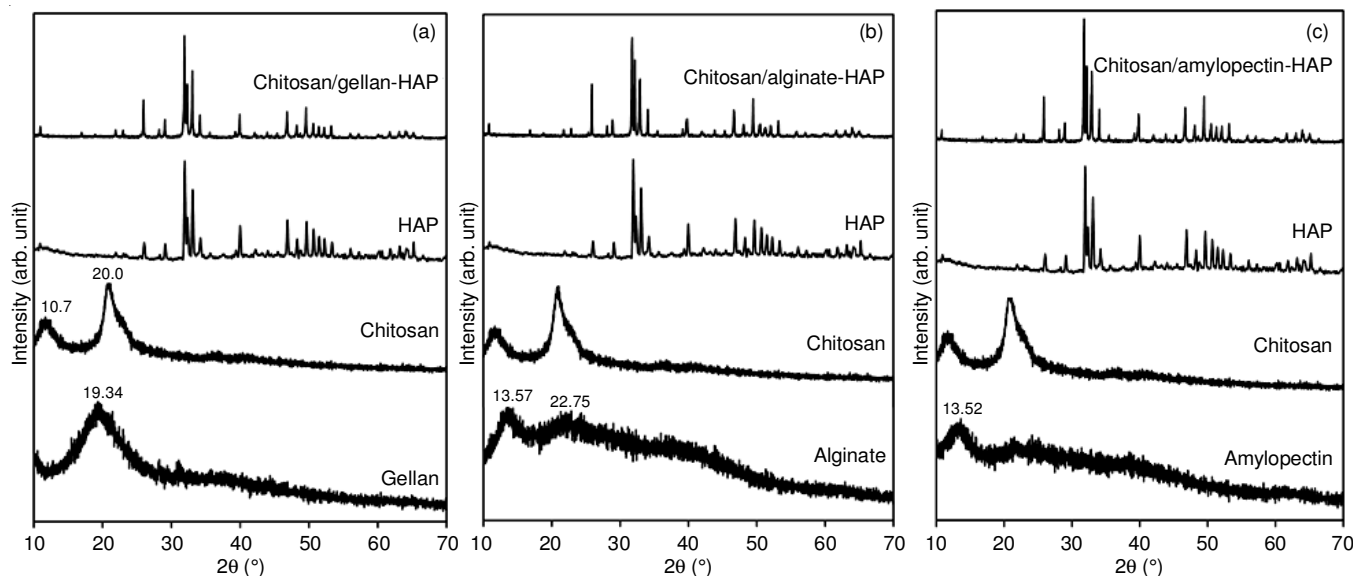 (a)
Chitosan/gellan-HAP
HAP
20.0
10.7
Chitosan
19.34
Gellan
Intensity (arb. unit)
10 20 30 40 50 60 70
2θ (°)
(b)
Chitosan/alginate-HAP
HAP
Chitosan
13.57 22.75
Alginate
Intensity (arb. unit)
10 20 30 40 50 60 70
2θ (°)
(c)
Chitosan/amylopectin-HAP
HAP
Chitosan
13.52
Amylopectin
Intensity (arb. unit)
10 20 30 40 50 60 70
2θ (°)